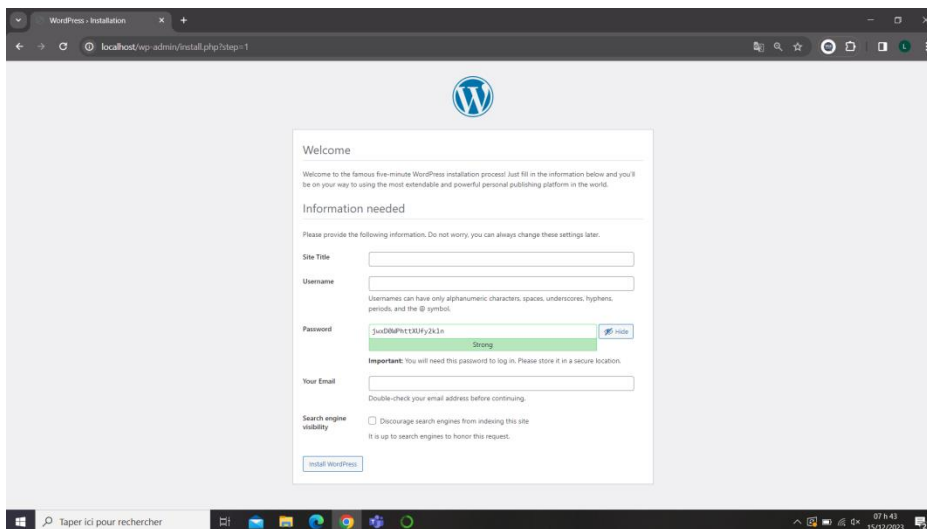 WordPress › Installation
localhost/wp-admin/install.php?step=1
Welcome
Welcome to the famous five-minute WordPress installation process! Just fill in the information below and you'll
be on your way to using the most extendable and powerful personal publishing platform in the world.
Information needed
Please provide the following information. Do not worry, you can always change these settings later.
Site Title
Username
Usernames can have only alphanumeric characters, spaces, underscores, hyphens,
periods, and the @ symbol.
Password
Hide
Strong
Important: You will need this password to log in. Please store it in a secure location.
Your Email
Double-check your email address before continuing.
Search engine
visibility
Discourage search engines from indexing this site
It is up to search engines to honor this request.
Install WordPress
Taper ici pour rechercher
07 h 43
15/12/2023